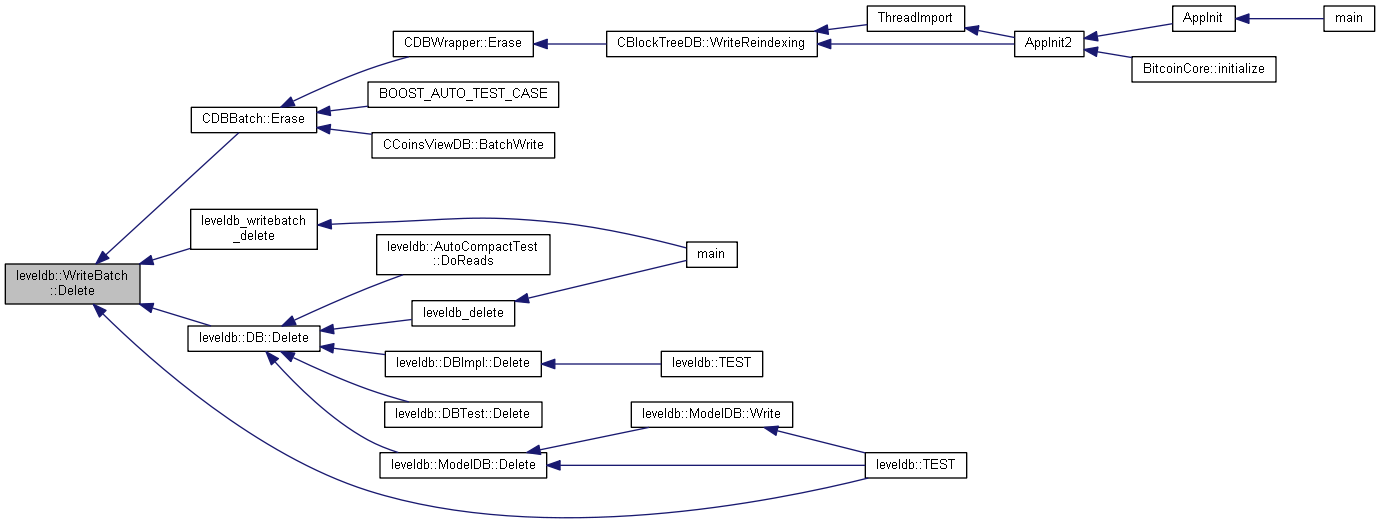 ThreadImport
AppInit
main
CDBWrapper::Erase
CBlockTreeDB::WriteReindexing
AppInit2
BitcoinCore::initialize
BOOST_AUTO_TEST_CASE
CDBBatch::Erase
CCoinsViewDB::BatchWrite
leveldb_writebatch
_delete
leveldb::AutoCompactTest
::DoReads
main
leveldb::WriteBatch
::Delete
leveldb_delete
leveldb::DB::Delete
leveldb::DBImpl::Delete
leveldb::TEST
leveldb::DBTest::Delete
leveldb::ModelDB::Write
leveldb::ModelDB::Delete
leveldb::TEST